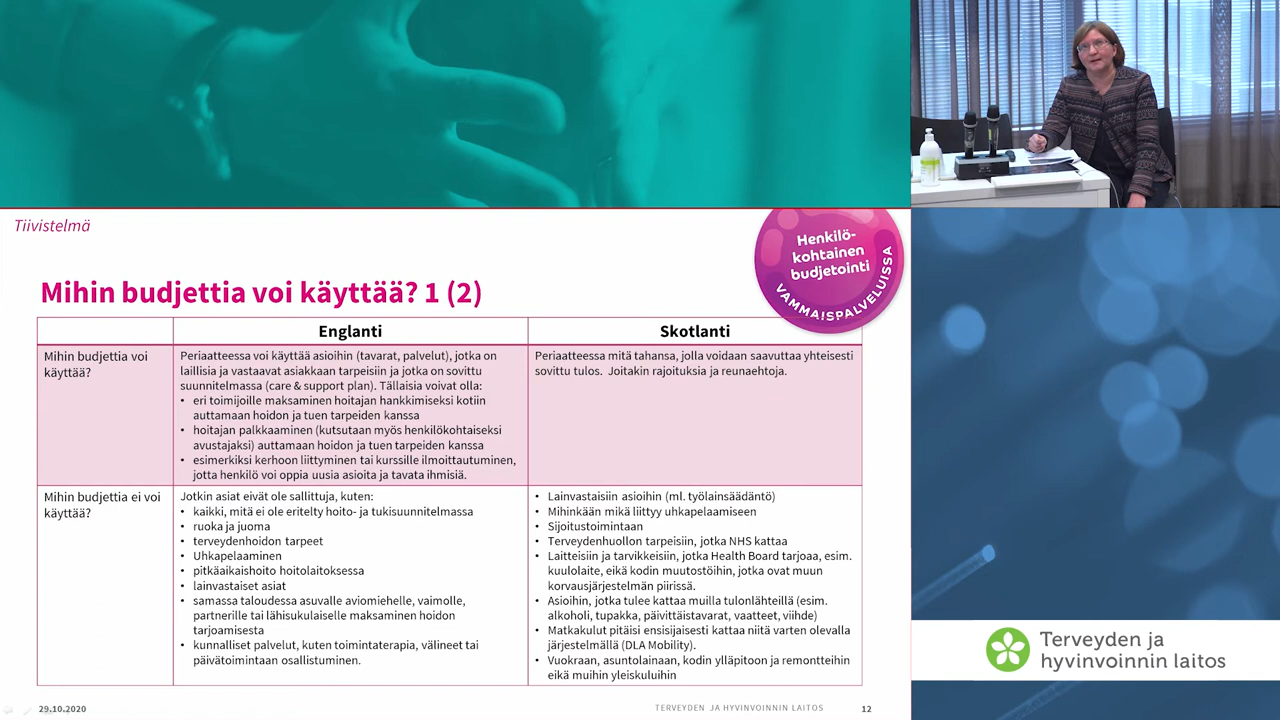 Tiivistelmä
Henkilö-
kohtainen
budjetointi
VAMMAISPALVELUISSA
Mihin budjettia voi käyttää? 1 (2)
Englanti
Skotlanti
Mihin budjettia voi
käyttää?
Periaatteessa voi käyttää asioihin (tavarat, palvelut), jotka on
laillisia ja vastaavat asiakkaan tarpeisiin ja jotka on sovittu
suunnitelmassa (care & support plan). Tällaisia voivat olla:
• eri toimijoille maksaminen hoitajan hankkimiseksi kotiin
auttamaan hoidon ja tuen tarpeiden kanssa
• hoitajan palkkaaminen (kutsutaan myös henkilökohtaiseksi
avustajaksi) auttamaan hoidon ja tuen tarpeiden kanssa
• esimerkiksi kerhoon liittyminen tai kurssille ilmoittautuminen,
jotta henkilö voi oppia uusia asioita ja tavata ihmisiä.
Periaatteessa mitä tahansa, jolla voidaan saavuttaa yhteisesti
sovittu tulos. Joitakin rajoituksia ja reunaehtoja.
Mihin budjettia ei voi
käyttää?
Jotkin asiat eivät ole sallittuja, kuten:
• kaikki, mitä ei ole eritelty hoito- ja tukisuunnitelmassa
• ruoka ja juoma
• terveydenhoidon tarpeet
• Uhkapelaaminen
• pitkäaikaishoito hoitolaitoksessa
• lainvastaiset asiat
• samassa taloudessa asuvalle aviomiehelle, vaimolle,
partnerille tai lähisukulaiselle maksaminen hoidon
tarjoamisesta
• kunnalliset palvelut, kuten toimintaterapia, välineet tai
päivätoimintaan osallistuminen.
• Lainvastaisiin asioihin (ml. työlainsäädäntö)
• Mihinkään mikä liittyy uhkapelaamiseen
• Sijoitustoimintaan
• Terveydenhuollon tarpeisiin, jotka NHS kattaa
• Laitteisiin ja tarvikkeisiin, jotka Health Board tarjoaa, esim.
kuulolaite, eikä kodin muutostöihin, jotka ovat muun
korvausjärjestelmän piirissä.
• Asioihin, jotka tulee kattaa muilla tulonlähteillä (esim.
alkoholi, tupakka, päivittäistavarat, vaatteet, viihde)
• Matkakulut pitäisi ensisijaisesti kattaa niitä varten olevalla
järjestelmällä (DLA Mobility).
• Vuokraan, asuntolainaan, kodin ylläpitoon ja remontteihin
eikä muihin yleiskuluihin
29.10.2020
TERVEYDEN JA HYVINVOINNIN LAITOS
12
Terveyden ja
hyvinvoinnin laitos